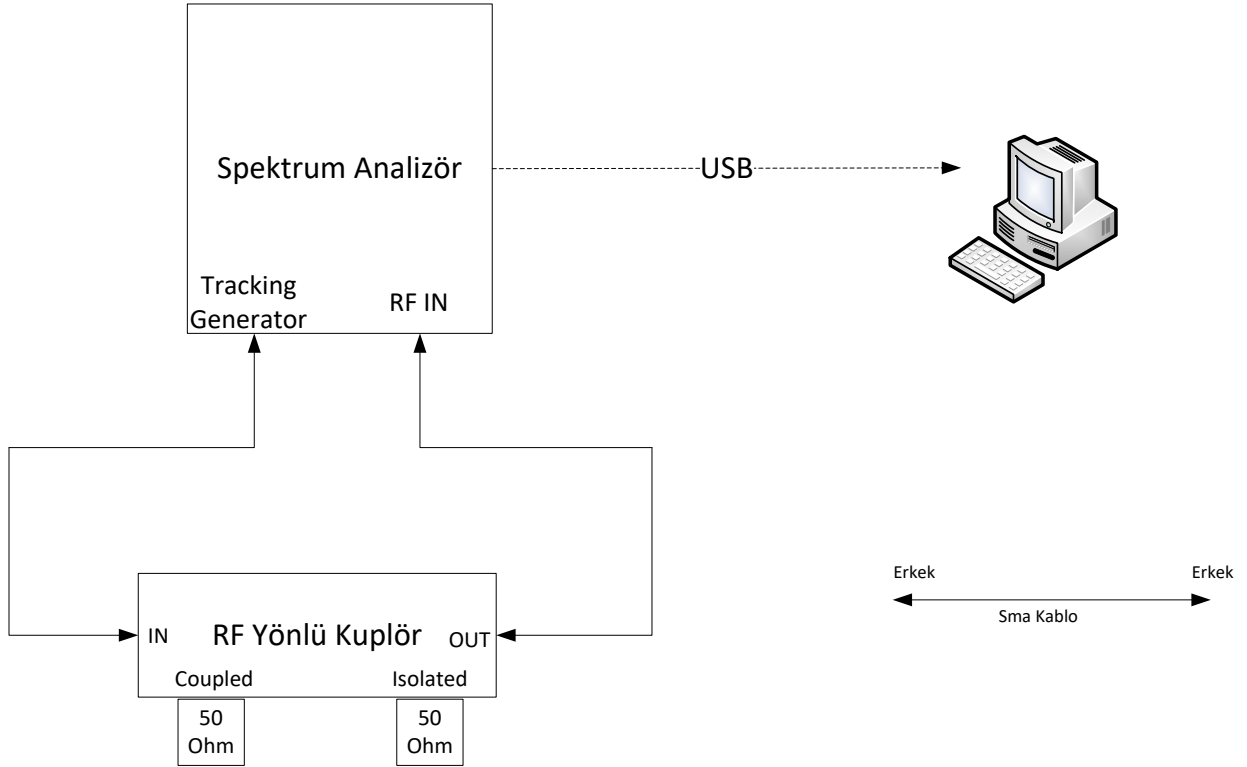 Spektrum Analizör
USB
Tracking
Generator
RF IN
Erkek
Erkek
Sma Kablo
IN
RF Yönlü Kuplör
OUT
Coupled
Isolated
50
Ohm
50
Ohm